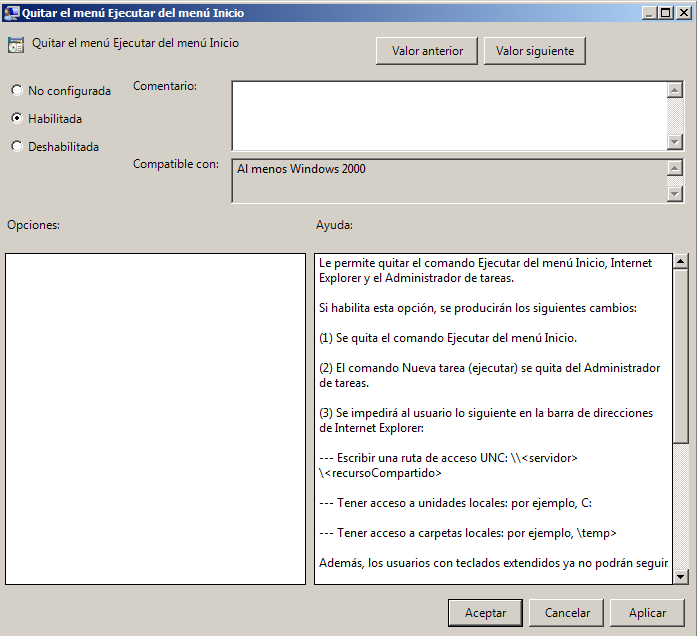 Quitar el menú Ejecutar del menú Inicio
Quitar el menú Ejecutar del menú Inicio
Valor anterior
Valor siguiente
No configurada
Habilitada
Deshabilitada
Comentario:
Compatible con:
Al menos Windows 2000
Opciones:
Ayuda:
Le permite quitar el comando Ejecutar del menú Inicio, Internet
Explorer y el Administrador de tareas.
Si habilita esta opción, se producirán los siguientes cambios:
(1) Se quita el comando Ejecutar del menú Inicio.
(2) El comando Nueva tarea (ejecutar) se quita del Administrador
de tareas.
(3) Se impedirá al usuario lo siguiente en la barra de direcciones
de Internet Explorer:
--- Escribir una ruta de acceso UNC: \\<servidor>
\<recursoCompartido>
--- Tener acceso a unidades locales: por ejemplo, C:
--- Tener acceso a carpetas locales: por ejemplo, \temp>
Además, los usuarios con teclados extendidos ya no podrán seguir
Aceptar
Cancelar
Aplicar